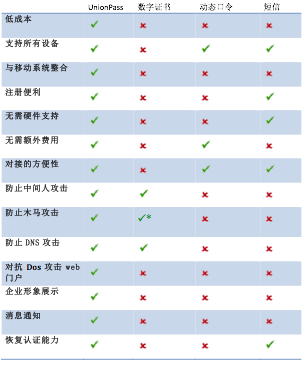 UnionPass 数字证书 动态口令 短信
低成本
支持所有设备
与移动系统整合
注册便利
无需硬件支持
无需额外费用
对接的方便性
防止中间人攻击
防止木马攻击 *
防止 DNS 攻击
对抗 Dos 攻击 web
门户
企业形象展示
消息通知
恢复认证能力